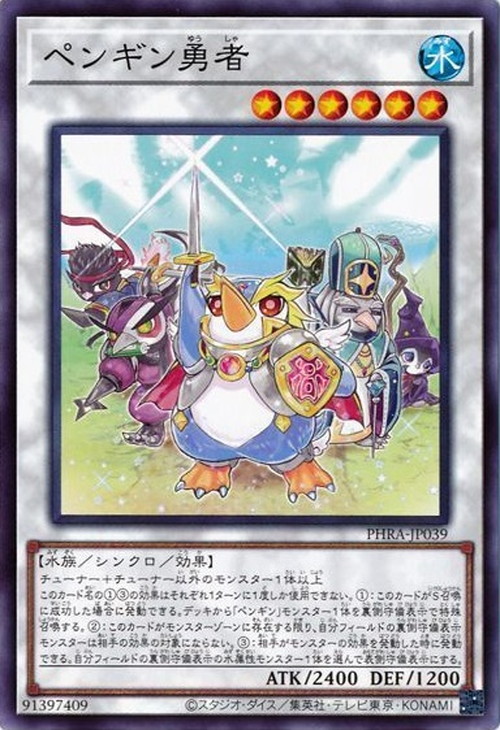 ペンギン勇者
水
PHRA-JP039
【水族／シンクロ／効果】
チューナー＋チューナー以外のモンスター1体以上
このカード名の①③の効果はそれぞれ1ターンに1度しか使用できない。①：このカードがS召喚
に成功した場合に発動できる。デッキから「ペンギン」モンスター1体を裏側守備表示で特殊
召喚する。②：このカードがモンスターゾーンに存在する限り、自分フィールドの裏側守備表示
モンスターは相手の効果の対象にならない。③：相手がモンスターの効果を発動した時に発動
できる。自分フィールドの裏側守備表示の水属性モンスター1体を選んで表側守備表示にする。
ATK/2400 DEF/1200
91397409
©スタジオ・ダイス／集英社・テレビ東京・KONAMI